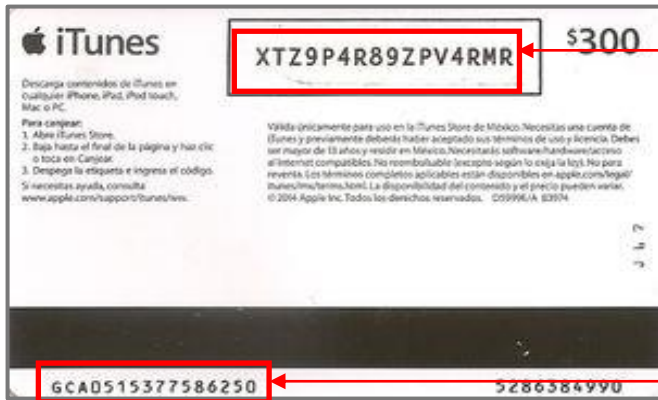 iTunes
XTZ9P4R89ZPV4RMR
$300
Descarga contenidos de iTunes en
cualquier iPhone, iPad, iPod touch,
Mac o PC.
Para canjear:
1. Abre iTunes Store.
2. Baja hasta el final de la página y haz clic
o toca en Canjear.
3. Despega la etiqueta e ingresa el código.
Si necesitas ayuda, consulta
www.apple.com/support/itunes/ww.
Válida únicamente para uso en la iTunes Store de México. Necesitas una cuenta de
iTunes y previamente deberás haber aceptado sus términos de uso y licencia. Debes
ser mayor de 13 años y residir en México. Necesitarás software/hardware/acceso
a Internet compatibles. No reembolsable (excepto según lo exija la ley). No para
reventa. Los términos completos aplicables están disponibles en apple.com/legal/
itunes/mx/terms.html. La disponibilidad del contenido y el precio pueden variar.
© 2014 Apple Inc. Todos los derechos reservados.
GCA0515377586250
5286384990